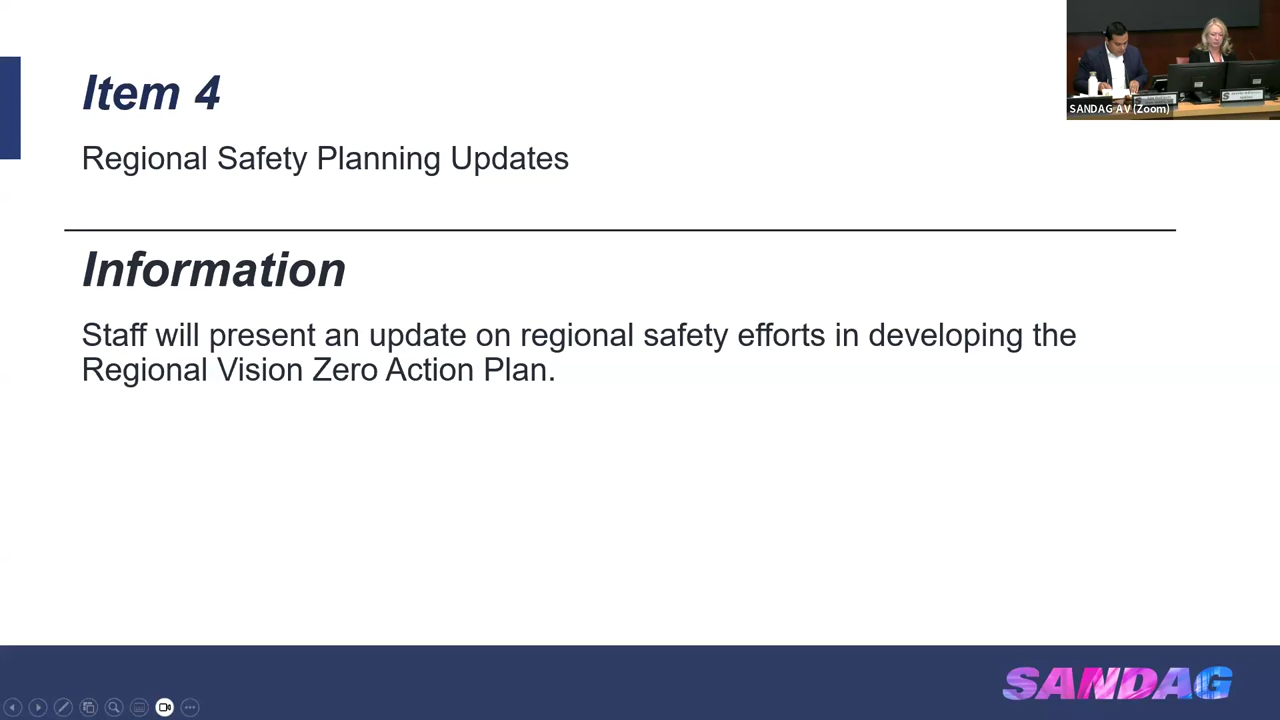 Item 4
Regional Safety Planning Updates
Information
Staff will present an update on regional safety efforts in developing the
Regional Vision Zero Action Plan.
SANDAG AV (Zoom)
SANDAG